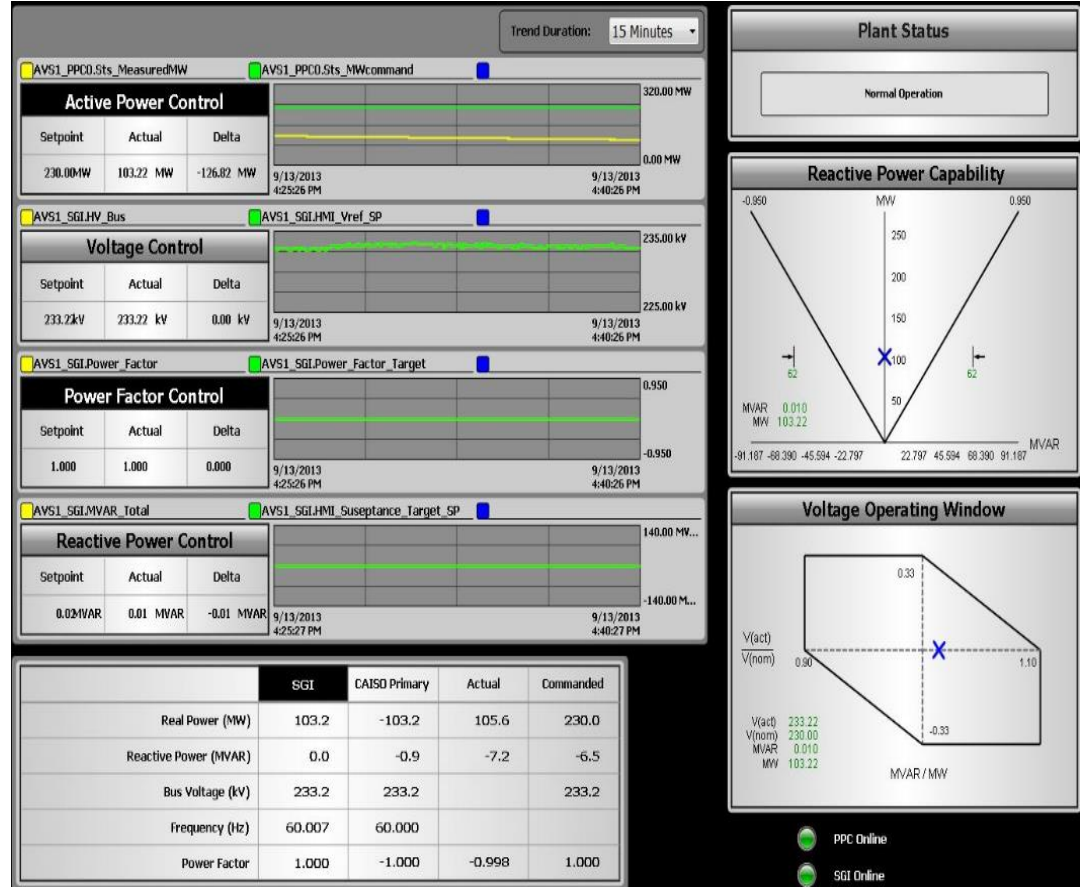 Trend Duration: 15 Minutes
AVS1_PPC0.Sts_MeasuredMW AVS1_PPC0.Sts_MWcommand
Active Power Control
Setpoint Actual Delta
230.00MW 103.22 MW -126.82 MW
320.00 MW
0.00 MW
9/13/2013 9/13/2013
4:25:26 PM 4:40:26 PM
AVS1_SGI.HV_Bus AVS1_SGI.HMI_Vref_SP
Voltage Control
Setpoint Actual Delta
233.22kV 233.22 kV 0.00 kV
235.00 kV
225.00 kV
9/13/2013 9/13/2013
4:25:26 PM 4:40:26 PM
AVS1_SGI.Power_Factor AVS1_SGI.Power_Factor_Target
Power Factor Control
Setpoint Actual Delta
1.000 1.000 0.000
0.950
-0.950
9/13/2013 9/13/2013
4:25:26 PM 4:40:26 PM
AVS1_SGI.MVAR_Total AVS1_SGI.HMI_Suseptance_Target_SP
Reactive Power Control
Setpoint Actual Delta
0.02MVAR 0.01 MVAR -0.01 MVAR
140.00 MV...
-140.00 M...
9/13/2013 9/13/2013
4:25:27 PM 4:40:27 PM
SGI CAISO Primary Actual Commanded
Real Power (MW) 103.2 -103.2 105.6 230.0
Reactive Power (MVAR) 0.0 -0.9 -7.2 -6.5
Bus Voltage (kV) 233.2 233.2 233.2
Frequency (Hz) 60.007 60.000
Power Factor 1.000 -1.000 -0.998 1.000
Plant Status
Normal Operation
Reactive Power Capability
-0.950 MW 0.950
250
200
150
100
62 62
50
MVAR 0.010
MW 103.22
MVAR
-91.187 -68.390 -45.594 -22.797 22.797 45.594 68.390 91.187
Voltage Operating Window
0.33
V(act)
V(nom)
0.90 1.10
-0.33
V(act) 233.22
V(nom) 230.00
MVAR 0.010
MW 103.22
MVAR / MW
PPC Online
SGI Online